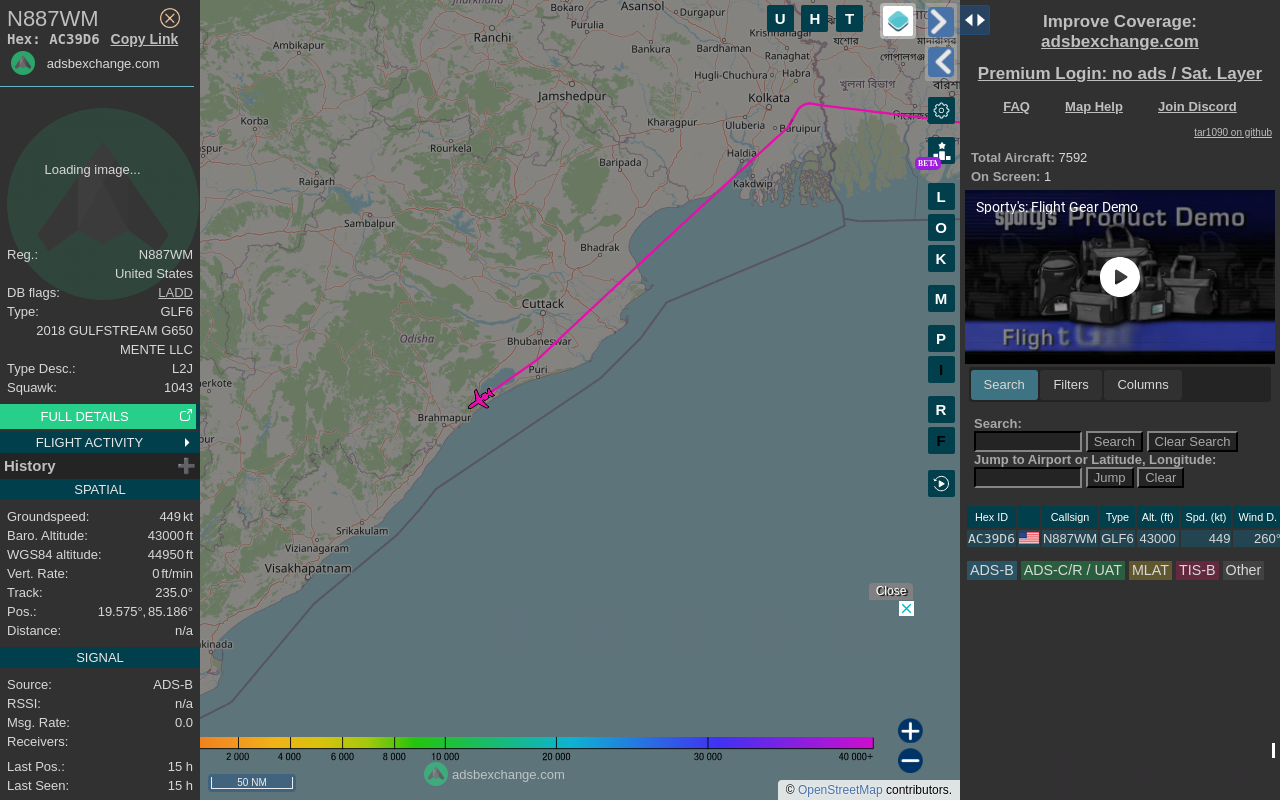 N887WM
Hex: AC39D6 Copy Link
adsbexchange.com
Loading image...
Reg.: N887WM
United States
DB flags: LADD
Type: GLF6
2018 GULFSTREAM G650
MENTE LLC
Type Desc.: L2J
Squawk: 1043
FULL DETAILS
FLIGHT ACTIVITY
History
SPATIAL
Groundspeed: 449 kt
Baro. Altitude: 43000 ft
WGS84 altitude: 44950 ft
Vert. Rate: 0 ft/min
Track: 235.0°
Pos.: 19.575°, 85.186°
Distance: n/a
SIGNAL
Source: ADS-B
RSSI: n/a
Msg. Rate: 0.0
Receivers:
Last Pos.: 15 h
Last Seen: 15 h
Jharkhand
Bokaro
Asansol
Durgapur
Purulia
Ranchi
Ambikapur
Bankura
Bardhaman
Krishnanagar
যশোর
Ranaghat
গোপালগঞ্জ
Hugli-Chuchura
Habra
খুলনা বিভাগ
Jamshedpur
Kolkata
Korba
Kharagpur
Uluberia
Baruipur
Rourkela
Haldia
Baripada
Raigarh
Kakdwip
Sambalpur
Bhadrak
Cuttack
Odisha
Bhubaneswar
Puri
Brahmapur
Srikakulam
Vizianagaram
Visakhapatnam
U H T
BETA
L
O
K
M
P
I
R
F
Close
2 000 4 000 6 000 8 000 10 000 20 000 30 000 40 000+
50 NM
adsbexchange.com
© OpenStreetMap contributors.
Improve Coverage:
adsbexchange.com
Premium Login: no ads / Sat. Layer
FAQ Map Help Join Discord
tar1090 on github
Total Aircraft: 7592
On Screen: 1
Sporty's: Flight Gear Demo
sportys Product Demo
Flight G
Search Filters Columns
Search:
Search Clear Search
Jump to Airport or Latitude, Longitude:
Jump Clear
Hex ID Callsign Type Alt. (ft) Spd. (kt) Wind D.
AC39D6 N887WM GLF6 43000 449 260°
ADS-B ADS-C/R / UAT MLAT TIS-B Other